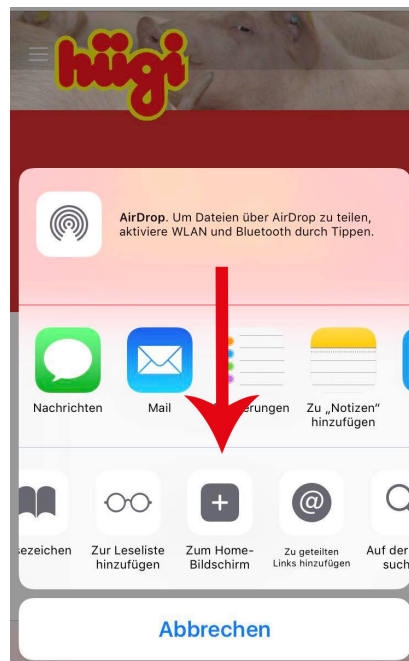 hügi
AirDrop. Um Dateien über AirDrop zu teilen,
aktiviere WLAN und Bluetooth durch Tippen.
Nachrichten
Mail
erungen
Zu „Notizen“
hinzufügen
ezeichen
Zur Leseliste
hinzufügen
Zum Home-
Bildschirm
Zu geteilten
Links hinzufügen
Auf der
such
Abbrechen